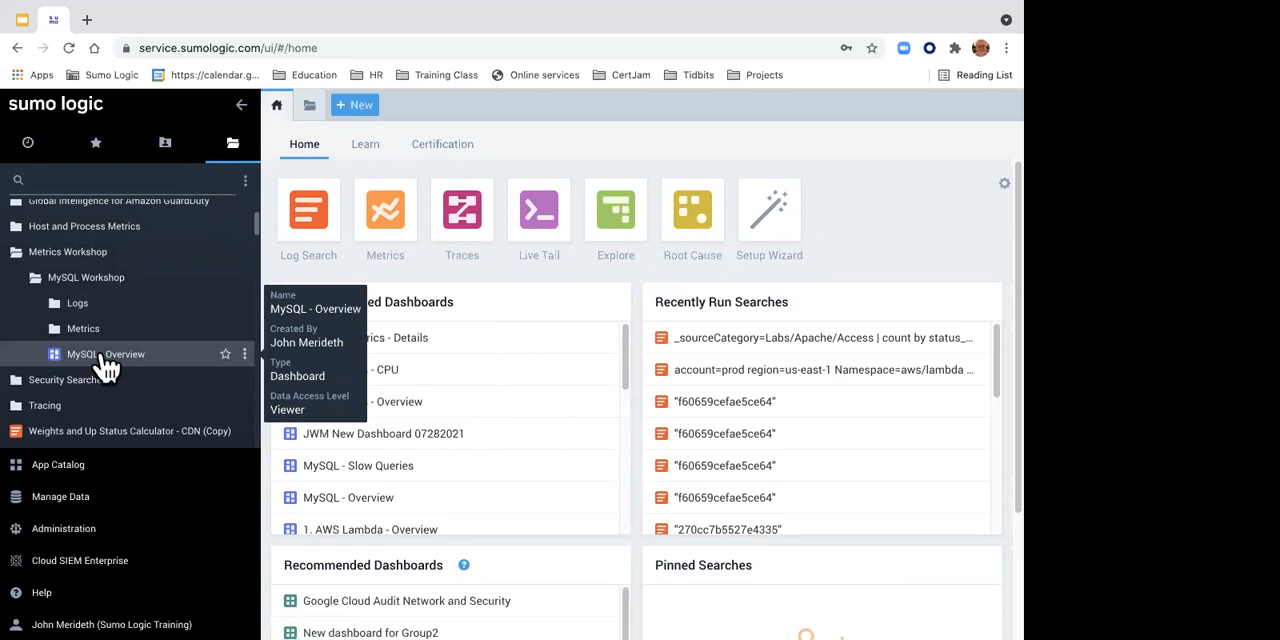 sumo
service.sumologic.com/ui/#/home
Apps
Sumo Logic
https://calendar.g...
Education
HR
Training Class
Online services
CertJam
Tidbits
Projects
Reading List
sumo logic
+ New
Home
Learn
Certification
Global Intelligence for Amazon GuardDuty
Host and Process Metrics
Metrics Workshop
MySQL Workshop
Logs
Metrics
MySQL - Overview
Security Searche
Tracing
Weights and Up Status Calculator - CDN (Copy)
App Catalog
Manage Data
Administration
Cloud SIEM Enterprise
Help
John Merideth (Sumo Logic Training)
Log Search
Metrics
Traces
Live Tail
Explore
Root Cause
Setup Wizard
Name
MySQL - Overview
Created By
John Merideth
Type
Dashboard
Data Access Level
Viewer
ed Dashboards
rics - Details
- CPU
- Overview
JWM New Dashboard 07282021
MySQL - Slow Queries
MySQL - Overview
1. AWS Lambda - Overview
Recently Run Searches
_sourceCategory=Labs/Apache/Access | count by status_...
account=prod region=us-east-1 Namespace=aws/lambda ...
"f60659cefae5ce64"
"f60659cefae5ce64"
"f60659cefae5ce64"
"f60659cefae5ce64"
"270cc7b5527e4335"
Recommended Dashboards ?
Google Cloud Audit Network and Security
New dashboard for Group2
Pinned Searches